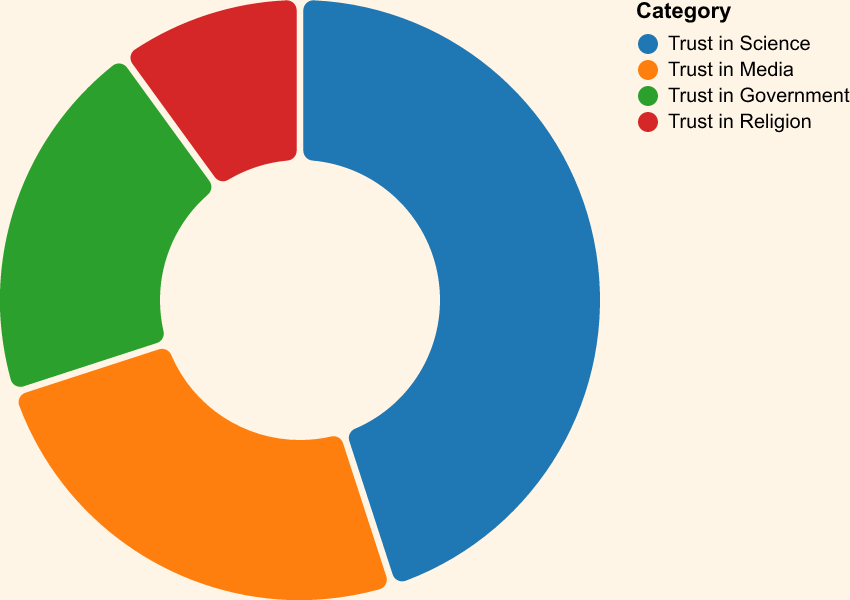 Category
Trust in Science
Trust in Media
Trust in Government
Trust in Religion